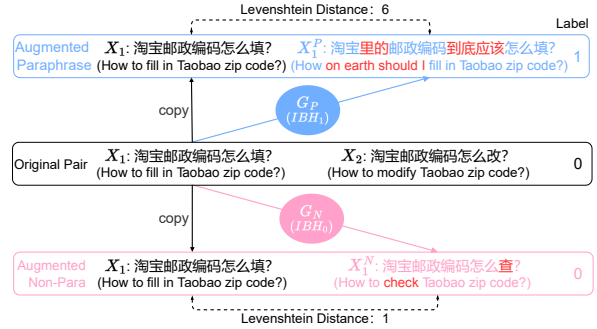 Levenshtein Distance: 6
Label
Augmented Paraphrase X₁: 淘宝邮政编码怎么填? X₁ᴾ: 淘宝里的邮政编码到底应该怎么填? 1
(How to fill in Taobao zip code?) (How on earth should I fill in Taobao zip code?)
copy
G_P
(IBH₁)
Original Pair X₁: 淘宝邮政编码怎么填? X₂: 淘宝邮政编码怎么改? 0
(How to fill in Taobao zip code?) (How to modify Taobao zip code?)
copy
G_N
(IBH₀)
Augmented Non-Para X₁: 淘宝邮政编码怎么填? X₁ᴺ: 淘宝邮政编码怎么查? 0
(How to fill in Taobao zip code?) (How to check Taobao zip code?)
Levenshtein Distance: 1